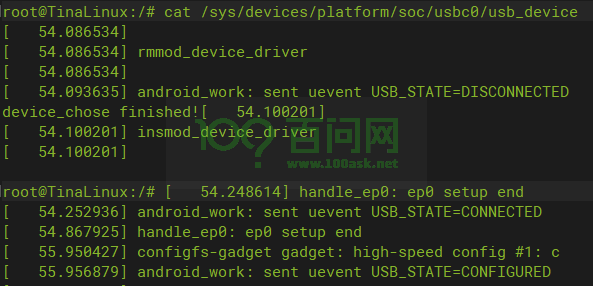 root@TinaLinux:/# cat /sys/devices/platform/soc/usbc0/usb_device
[   54.086534]
[   54.086534] rmmod_device_driver
[   54.086534]
[   54.093635] android_work: sent uevent USB_STATE=DISCONNECTED
device_chose finished![   54.100201]
[   54.100201] insmod_device_driver
[   54.100201]
百问网
www.100ask.net
root@TinaLinux:/# [   54.248614] handle_ep0: ep0 setup end
[   54.252936] android_work: sent uevent USB_STATE=CONNECTED
[   54.867925] handle_ep0: ep0 setup end
[   55.950427] configfs-gadget gadget: high-speed config #1: c
[   55.956879] android_work: sent uevent USB_STATE=CONFIGURED